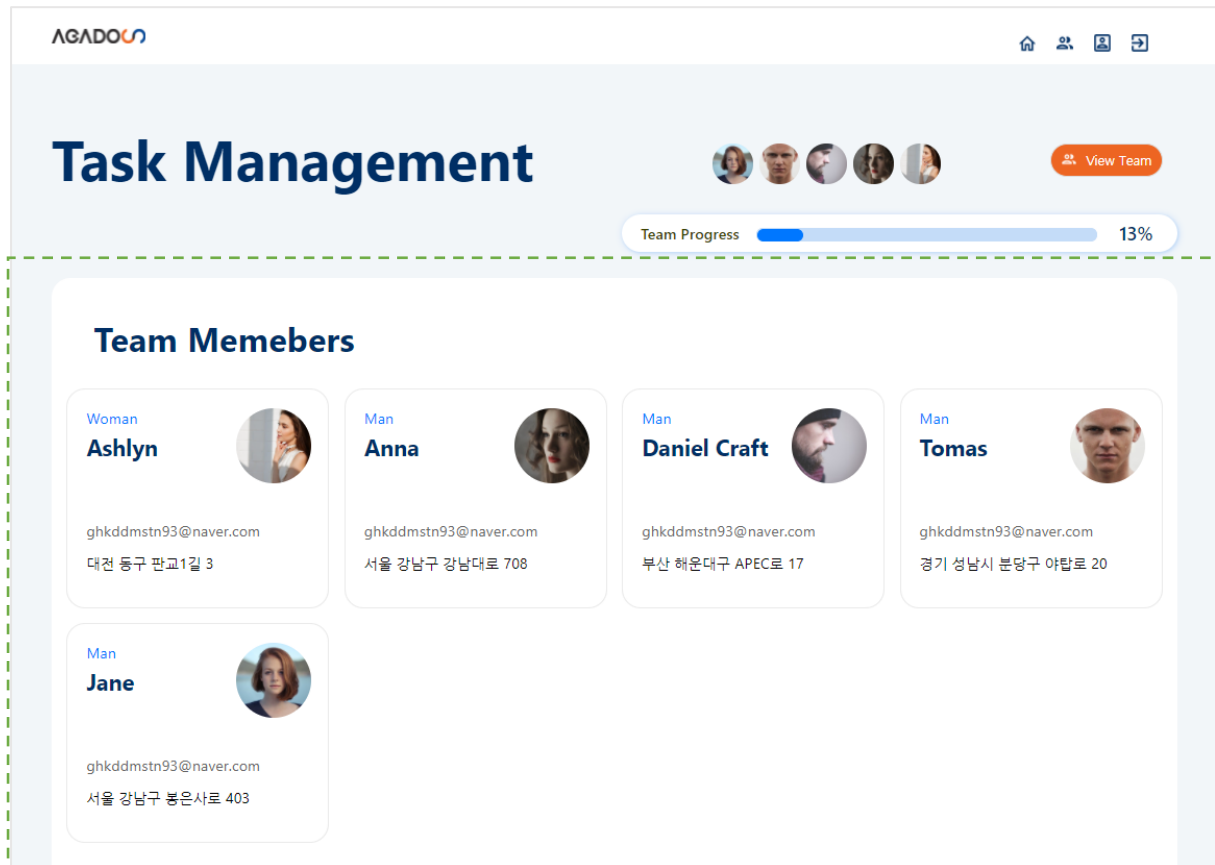 AGADOS
Task Management
View Team
Team Progress
13%
Team Memebers
Woman
Ashlyn
ghkddmstn93@naver.com
대전 동구 판교1길 3
Man
Anna
ghkddmstn93@naver.com
서울 강남구 강남대로 708
Man
Daniel Craft
ghkddmstn93@naver.com
부산 해운대구 APEC로 17
Man
Tomas
ghkddmstn93@naver.com
경기 성남시 분당구 야탑로 20
Man
Jane
ghkddmstn93@naver.com
서울 강남구 봉은사로 403